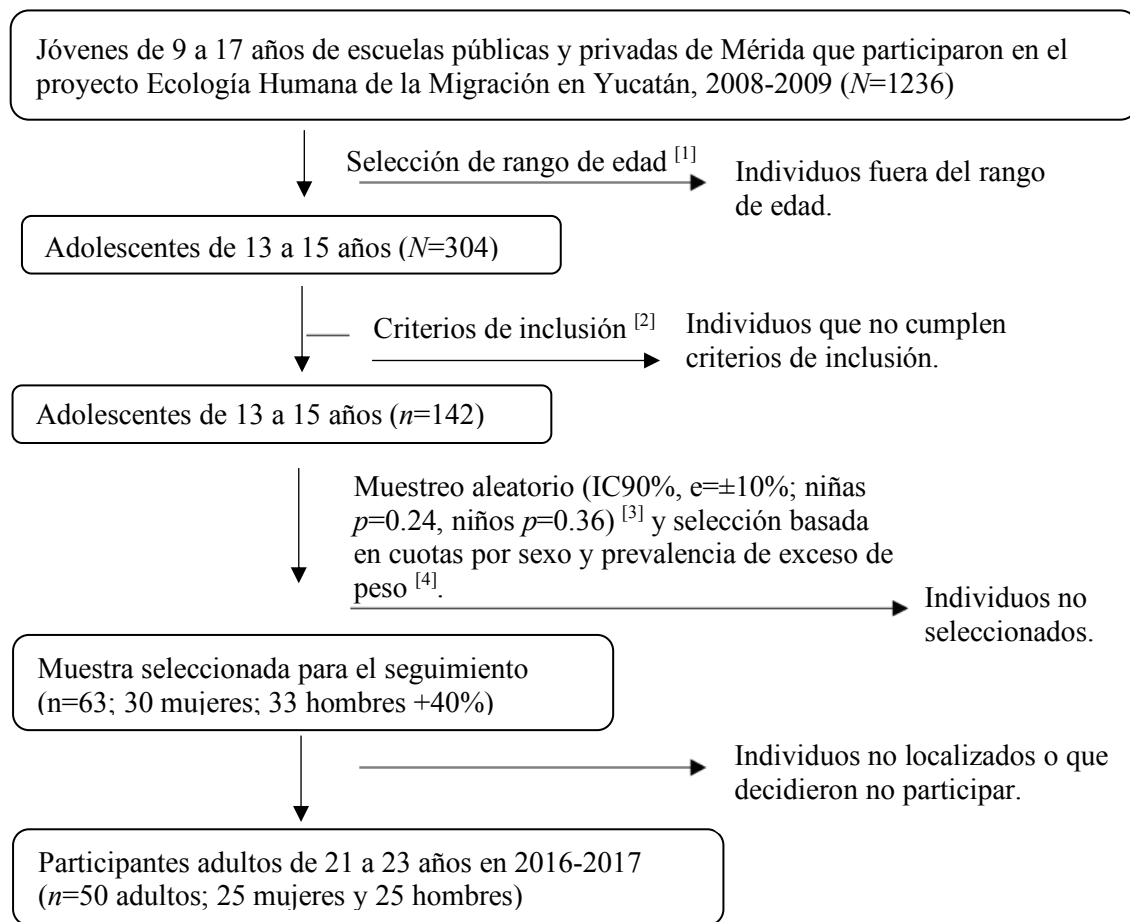 Jóvenes de 9 a 17 años de escuelas públicas y privadas de Mérida que participaron en el
proyecto Ecología Humana de la Migración en Yucatán, 2008-2009 (N=1236)
Selección de rango de edad [1]
Individuos fuera del rango
de edad.
Adolescentes de 13 a 15 años (N=304)
Criterios de inclusión [2]
Individuos que no cumplen
criterios de inclusión.
Adolescentes de 13 a 15 años (n=142)
Muestreo aleatorio (IC90%, e=±10%; niñas
p=0.24, niños p=0.36) [3] y selección basada
en cuotas por sexo y prevalencia de exceso de
peso [4].
Individuos no
seleccionados.
Muestra seleccionada para el seguimiento
(n=63; 30 mujeres; 33 hombres +40%)
Individuos no localizados o que
decidieron no participar.
Participantes adultos de 21 a 23 años en 2016-2017
(n=50 adultos; 25 mujeres y 25 hombres)